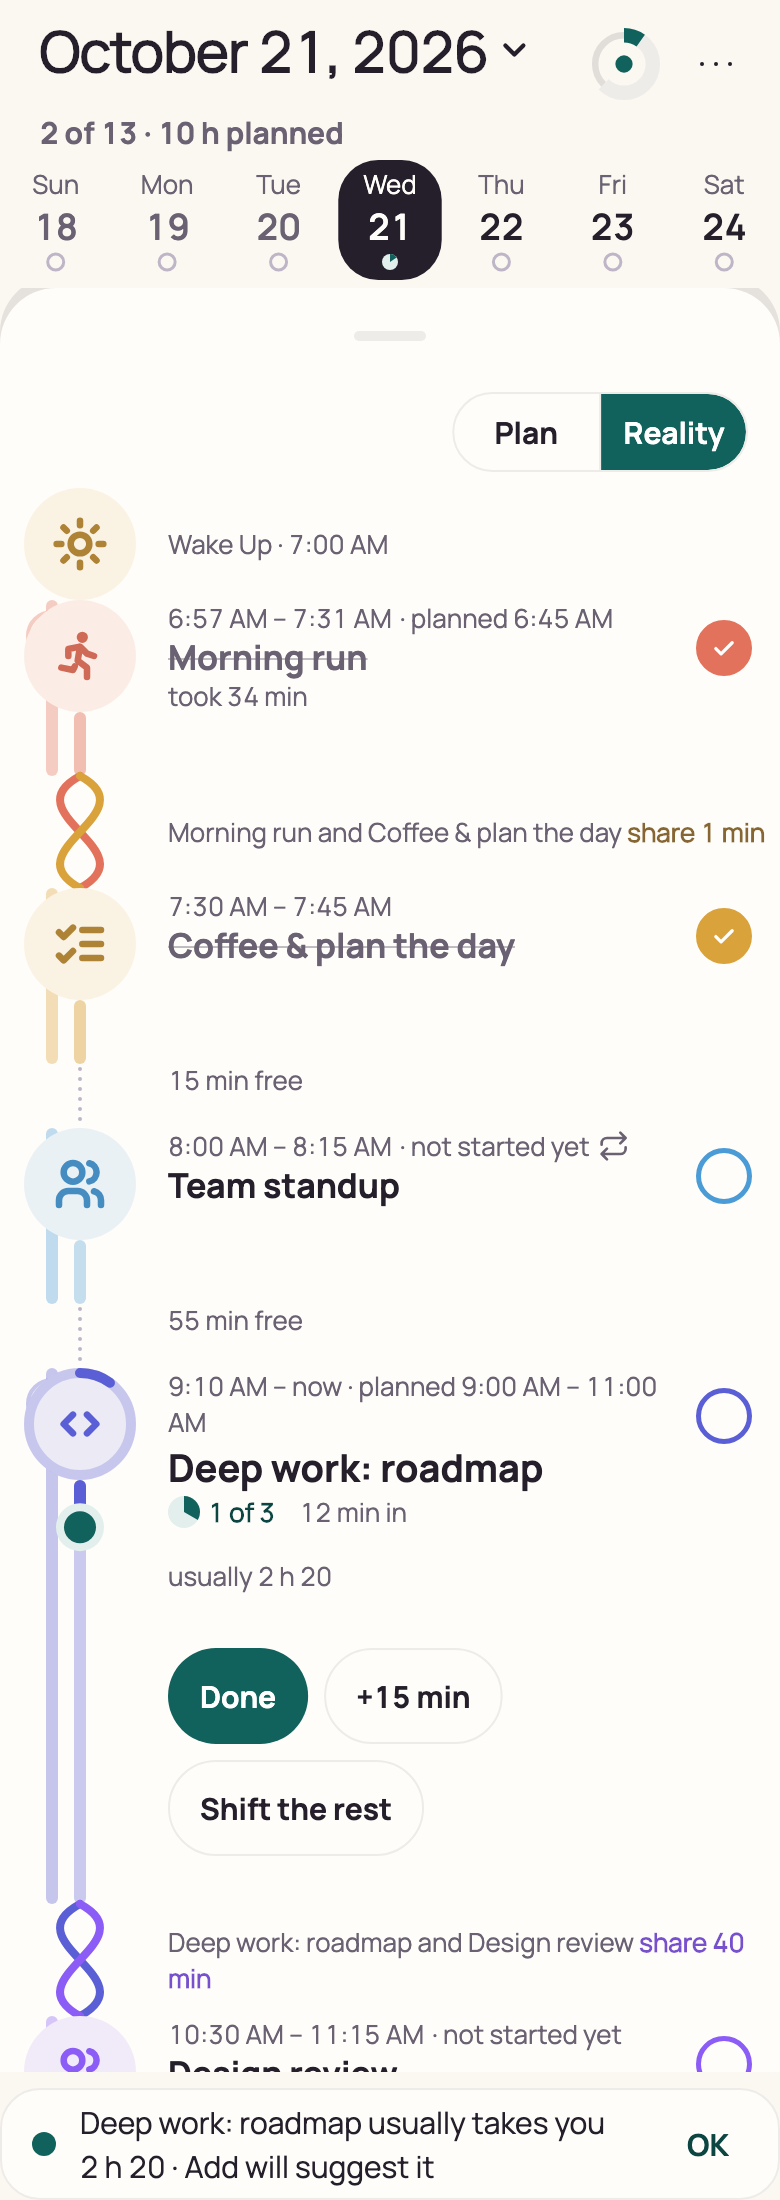 October 21, 2026
...
2 of 13 · 10 h planned
Sun Mon Tue Wed Thu Fri Sat
18 19 20 21 22 23 24
Plan Reality
Wake Up · 7:00 AM
6:57 AM – 7:31 AM · planned 6:45 AM
Morning run
took 34 min
Morning run and Coffee & plan the day share 1 min
7:30 AM – 7:45 AM
Coffee & plan the day
15 min free
8:00 AM – 8:15 AM · not started yet
Team standup
55 min free
9:10 AM – now · planned 9:00 AM – 11:00
AM
Deep work: roadmap
1 of 3 12 min in
usually 2 h 20
Done +15 min
Shift the rest
Deep work: roadmap and Design review share 40
min
10:30 AM – 11:15 AM · not started yet
Design review
Deep work: roadmap usually takes you
2 h 20 · Add will suggest it
OK